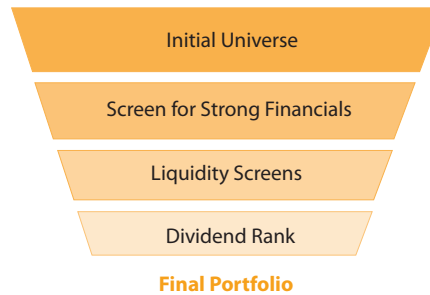 Initial Universe
Screen for Strong Financials
Liquidity Screens
Dividend Rank
Final Portfolio